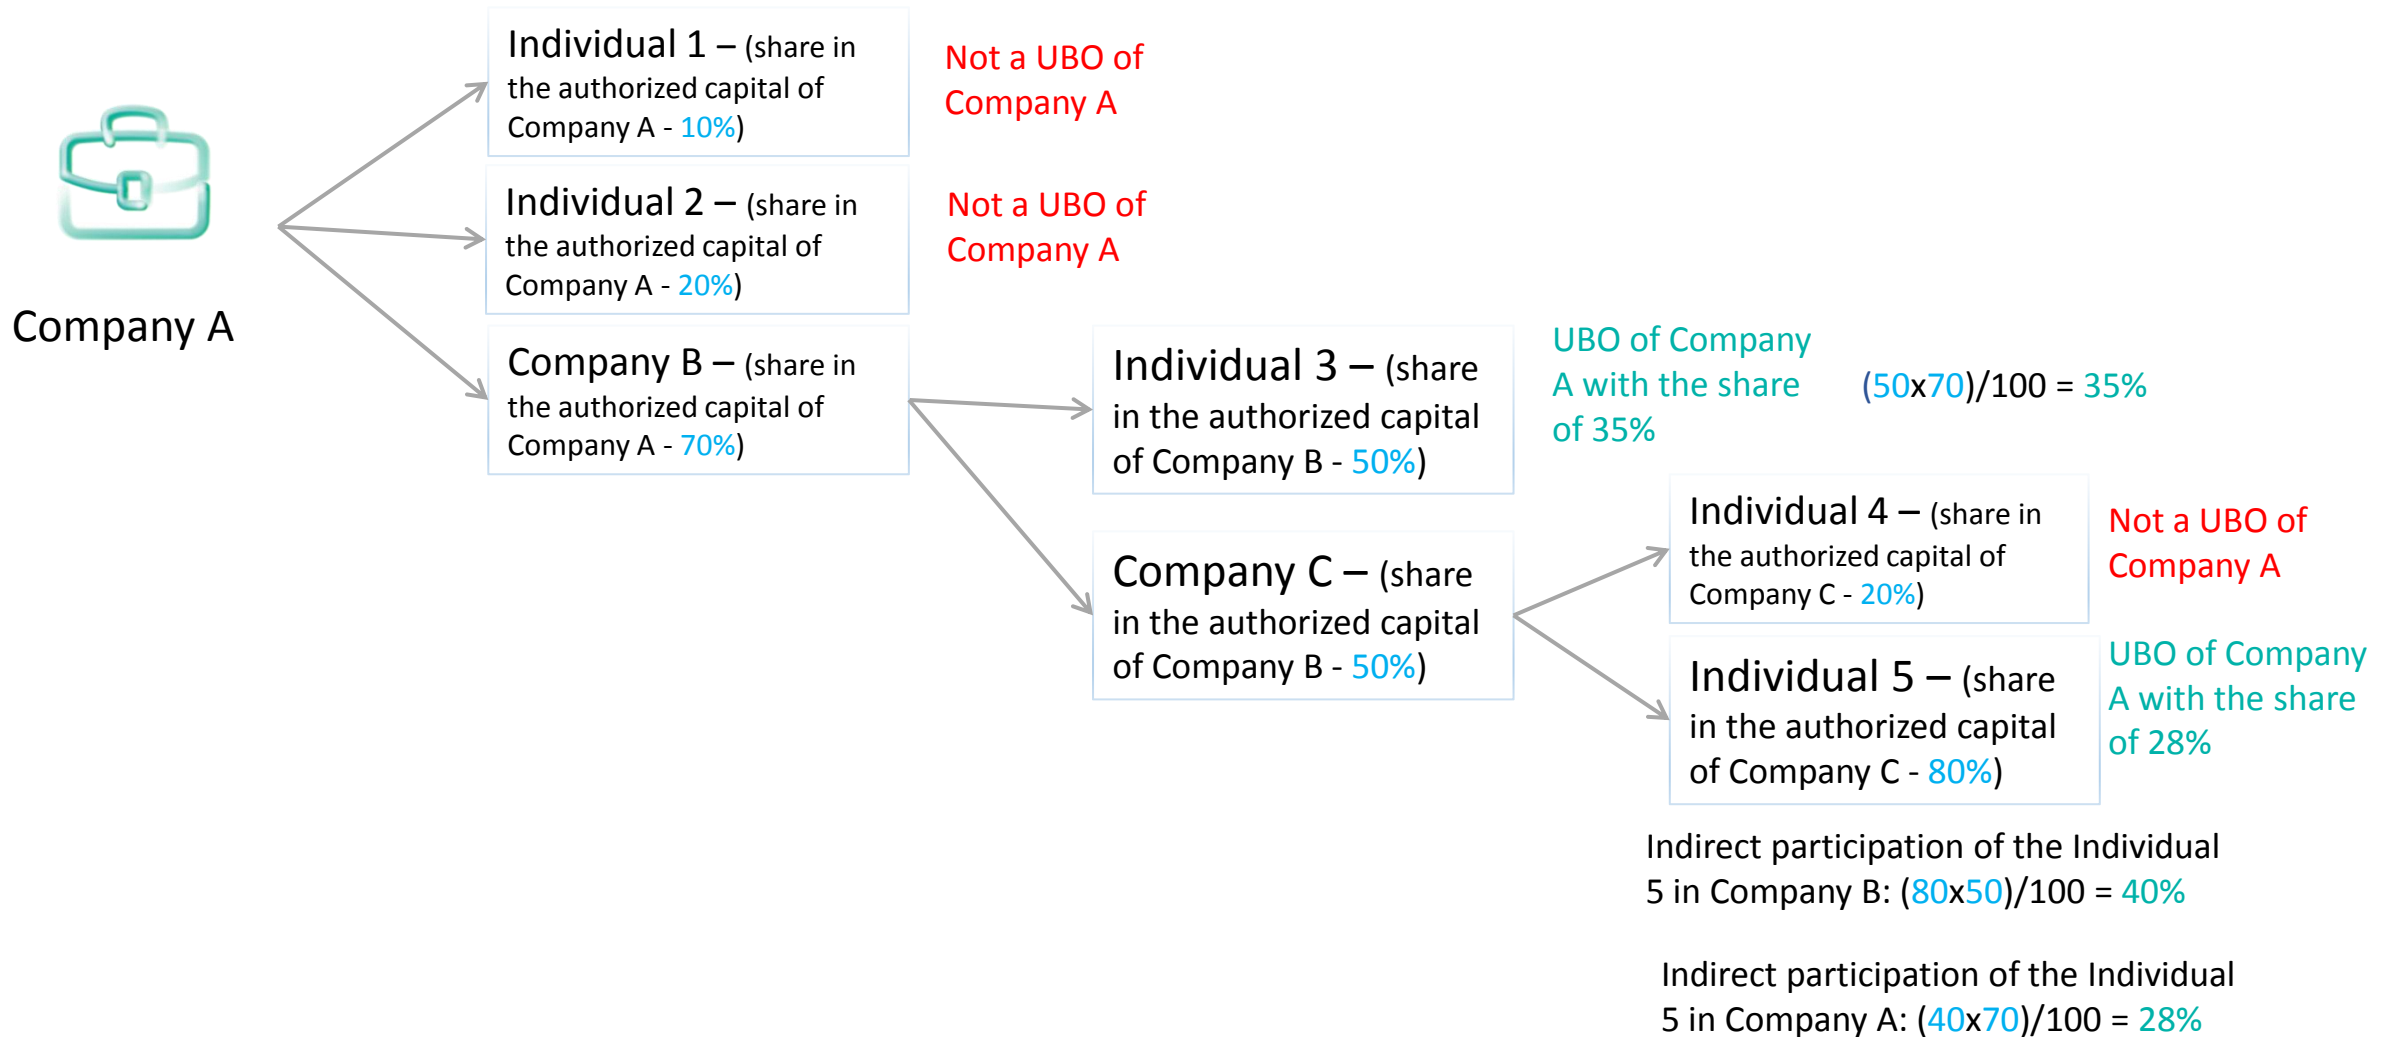 Company A
Individual 1 – (share in
the authorized capital of
Company A - 10%)
Not a UBO of
Company A
Individual 2 – (share in
the authorized capital of
Company A - 20%)
Not a UBO of
Company A
Company B – (share in
the authorized capital of
Company A - 70%)
Individual 3 – (share
in the authorized capital
of Company B - 50%)
UBO of Company
A with the share
of 35%
(50x70)/100 = 35%
Company C – (share
in the authorized capital
of Company B - 50%)
Individual 4 – (share in
the authorized capital of
Company C - 20%)
Not a UBO of
Company A
Individual 5 – (share
in the authorized capital
of Company C - 80%)
UBO of Company
A with the share
of 28%
Indirect participation of the Individual
5 in Company B: (80x50)/100 = 40%
Indirect participation of the Individual
5 in Company A: (40x70)/100 = 28%